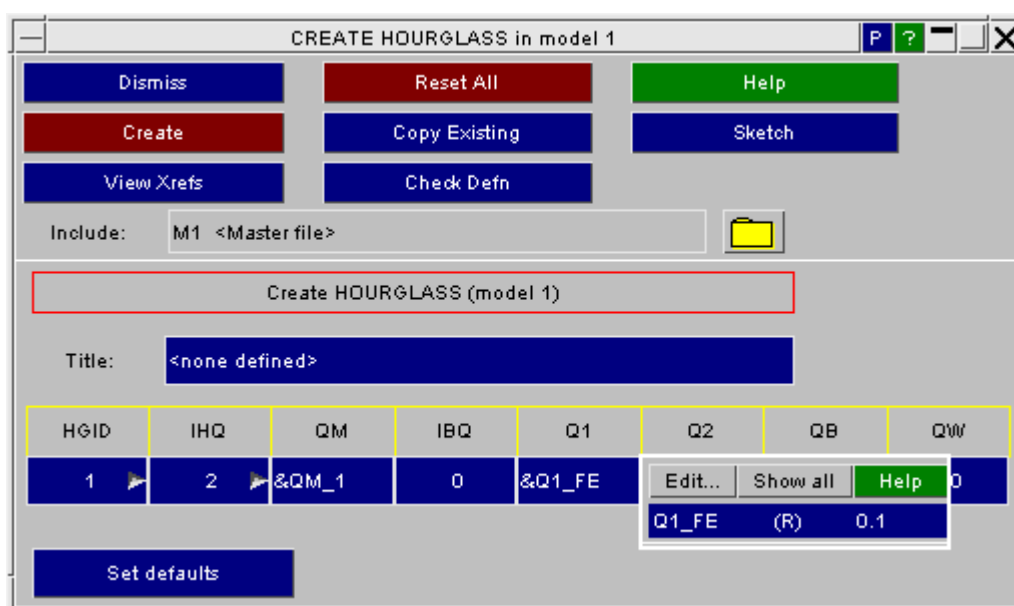 CREATE HOURGLASS in model 1 P ?
Dismiss Reset All Help
Create Copy Existing Sketch
View Xrefs Check Defn
Include: M1 <Master file>
Create HOURGLASS (model 1)
Title: <none defined>
HGID IHQ QM IBQ Q1 Q2 QB QW
1 2 &QM_1 0 &Q1_FE 0
Edit... Show all Help
Q1_FE (R) 0.1
Set defaults